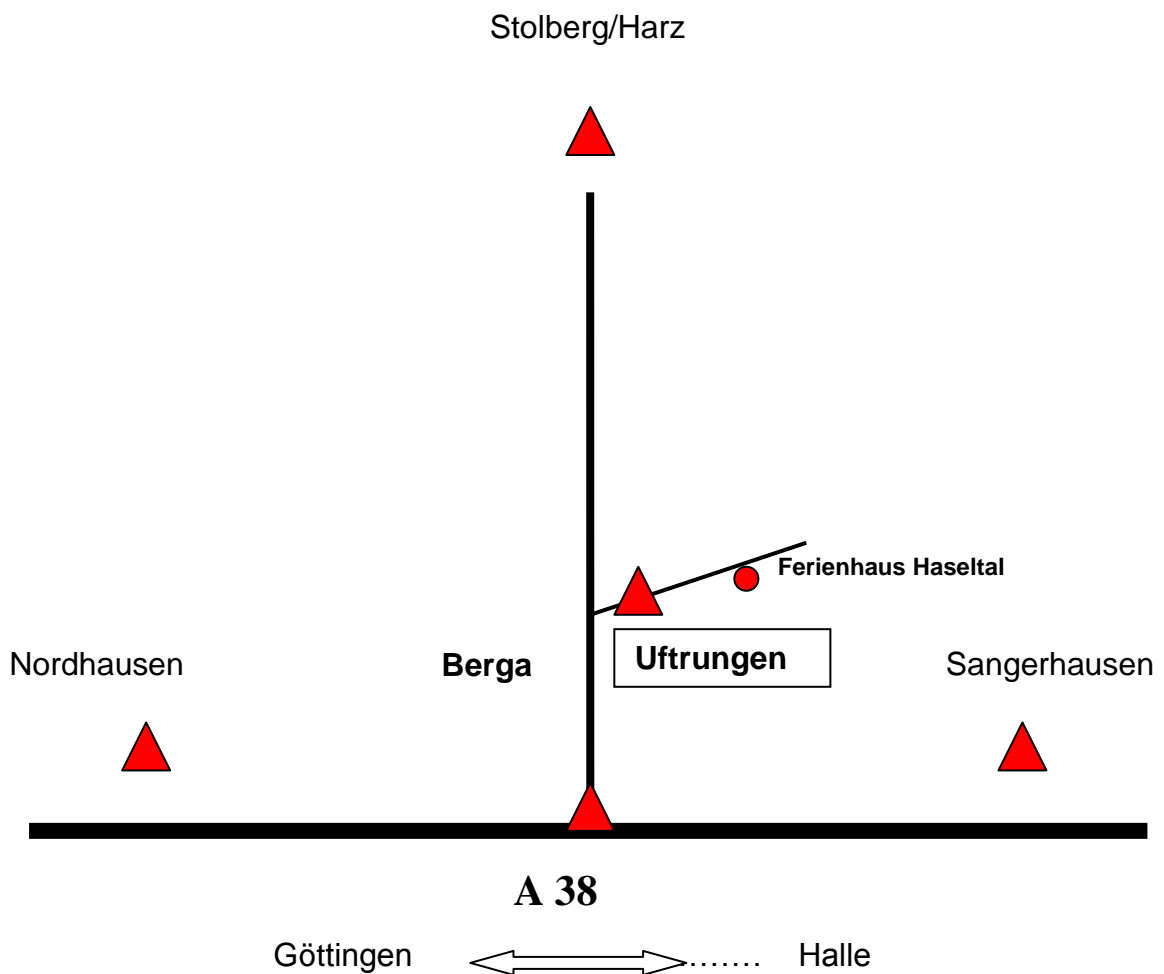 Stolberg/Harz
Ferienhaus Haseltal
Nordhausen Berga Uftrungen Sangerhausen
A 38
Göttingen ....... Halle